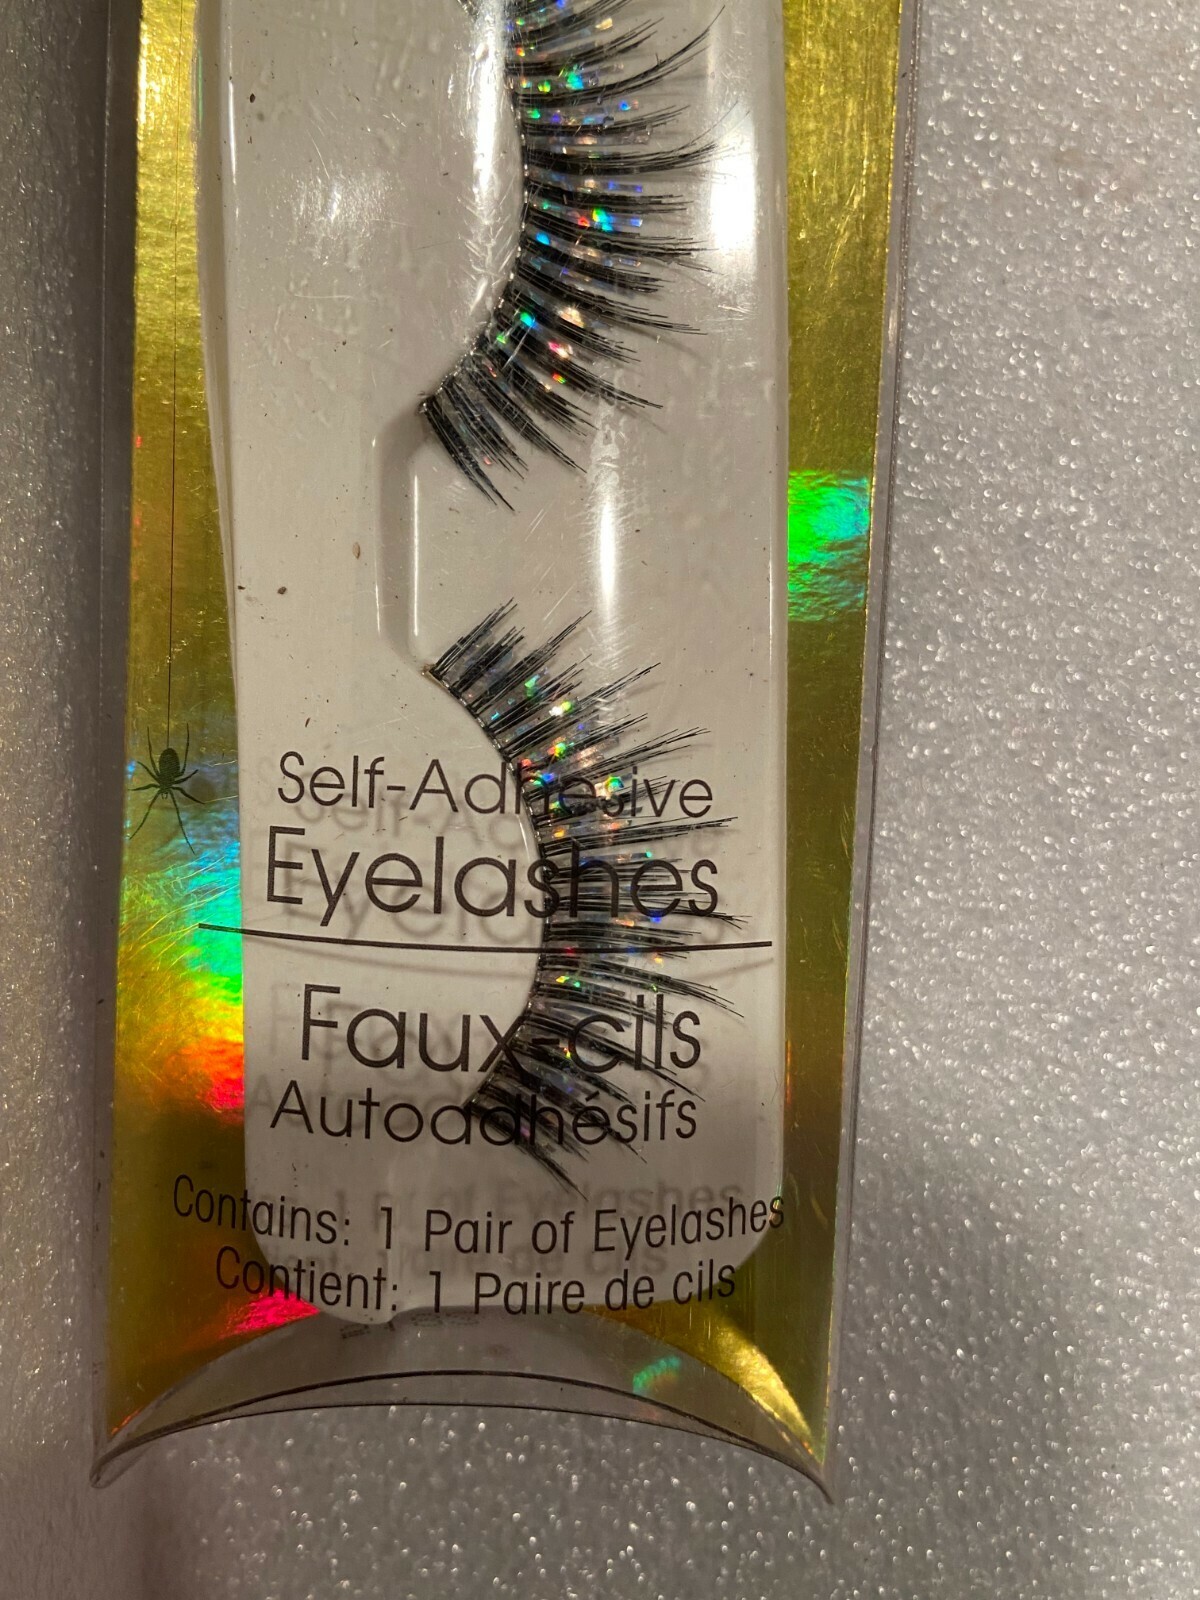 Self-Adhesive
Eyelashes
Faux-cils
Autoadhésifs
Contains: 1 Pair of Eyelashes
Contient: 1 Paire de cils